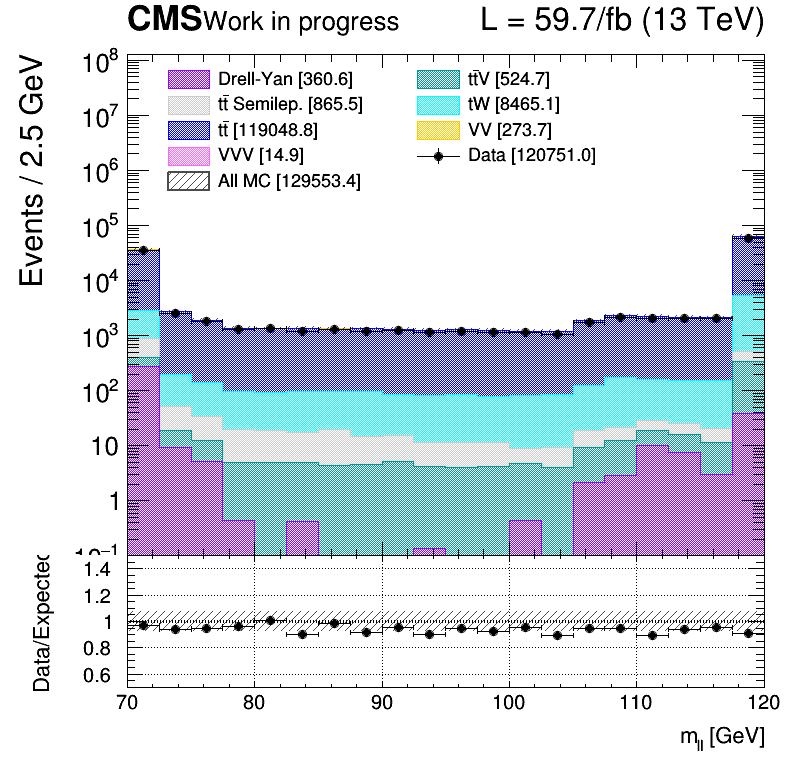 CMS Work in progress L = 59.7/fb (13 TeV)
Events / 2.5 GeV
Drell-Yan [360.6]
tt̄V [524.7]
tt̄ Semilep. [865.5]
tW [8465.1]
tt̄ [119048.8]
VV [273.7]
VVV [14.9]
Data [120751.0]
All MC [129553.4]
10⁸
10⁷
10⁶
10⁵
10⁴
10³
10²
10
1
10⁻¹
Data/Expected
1.4
1.2
1
0.8
0.6
70 80 90 100 110 120
m_ll [GeV]